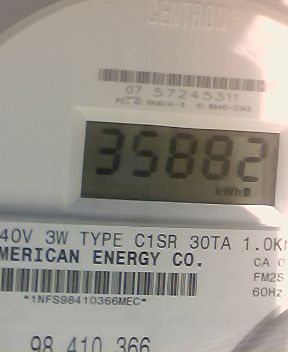 CENTRON®
07 57245311
35882
kWh
40V 3W TYPE C1SR 30TA 1.0K
MERICAN ENERGY CO.
CA 0
FM2S
60Hz
*1NFS98410366MEC*
98 410 366